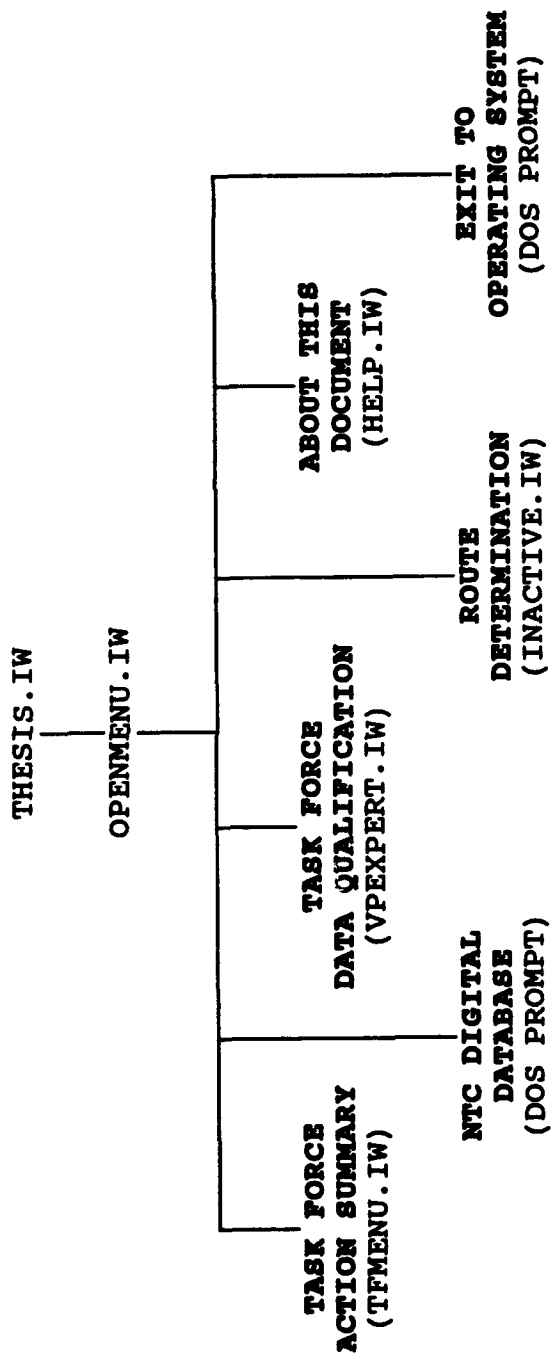 THESIS.IW
OPENMENU.IW
TASK FORCE
ACTION SUMMARY
(TFMENU.IW)
NTC DIGITAL
DATABASE
(DOS PROMPT)
TASK FORCE
DATA QUALIFICATION
(VPEXPERT.IW)
ROUTE
DETERMINATION
(INACTIVE.IW)
ABOUT THIS
DOCUMENT
(HELP.IW)
EXIT TO
OPERATING SYSTEM
(DOS PROMPT)